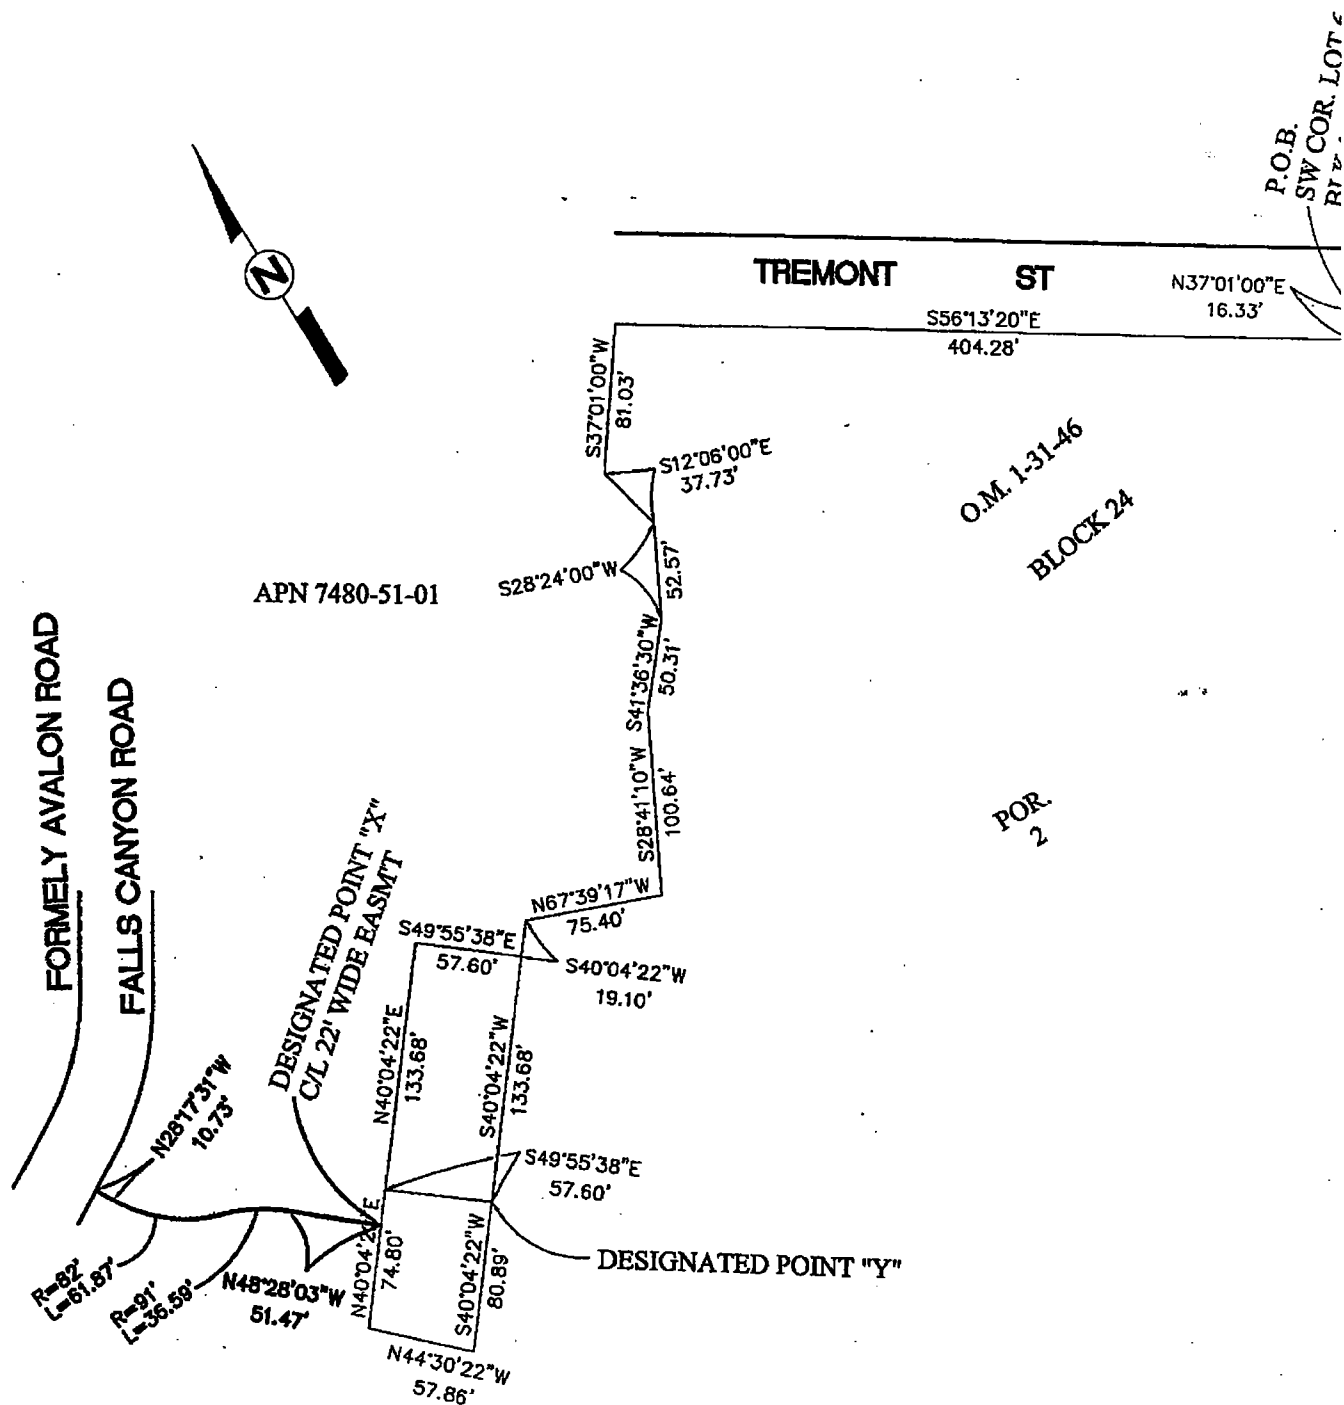 P.O.B.
SW COR. LOT
N
TREMONT ST
N37°01'00"E
16.33'
S56°13'20"E
404.28'
S37°01'00"W
81.03'
S12°06'00"E
37.73'
O.M. 1-31-46
BLOCK 24
S28°24'00"W
52.57'
APN 7480-51-01
S41°36'30"W
50.31'
FORMELY AVALON ROAD
FALLS CANYON ROAD
S28°41'10"W
100.64'
POR.
2
DESIGNATED POINT "X"
C/L 22' WIDE EASMT
N67°39'17"W
75.40'
S49°55'38"E
57.60'
S40°04'22"W
19.10'
N40°04'22"E
133.68'
S40°04'22"W
133.68'
N28°17'31"W
10.73'
S49°55'38"E
57.60'
DESIGNATED POINT "Y"
N40°04'22"E
74.80'
S40°04'22"W
80.89'
R=82'
L=61.87'
R=91'
L=36.59'
N48°28'03"W
51.47'
N44°30'22"W
57.86'